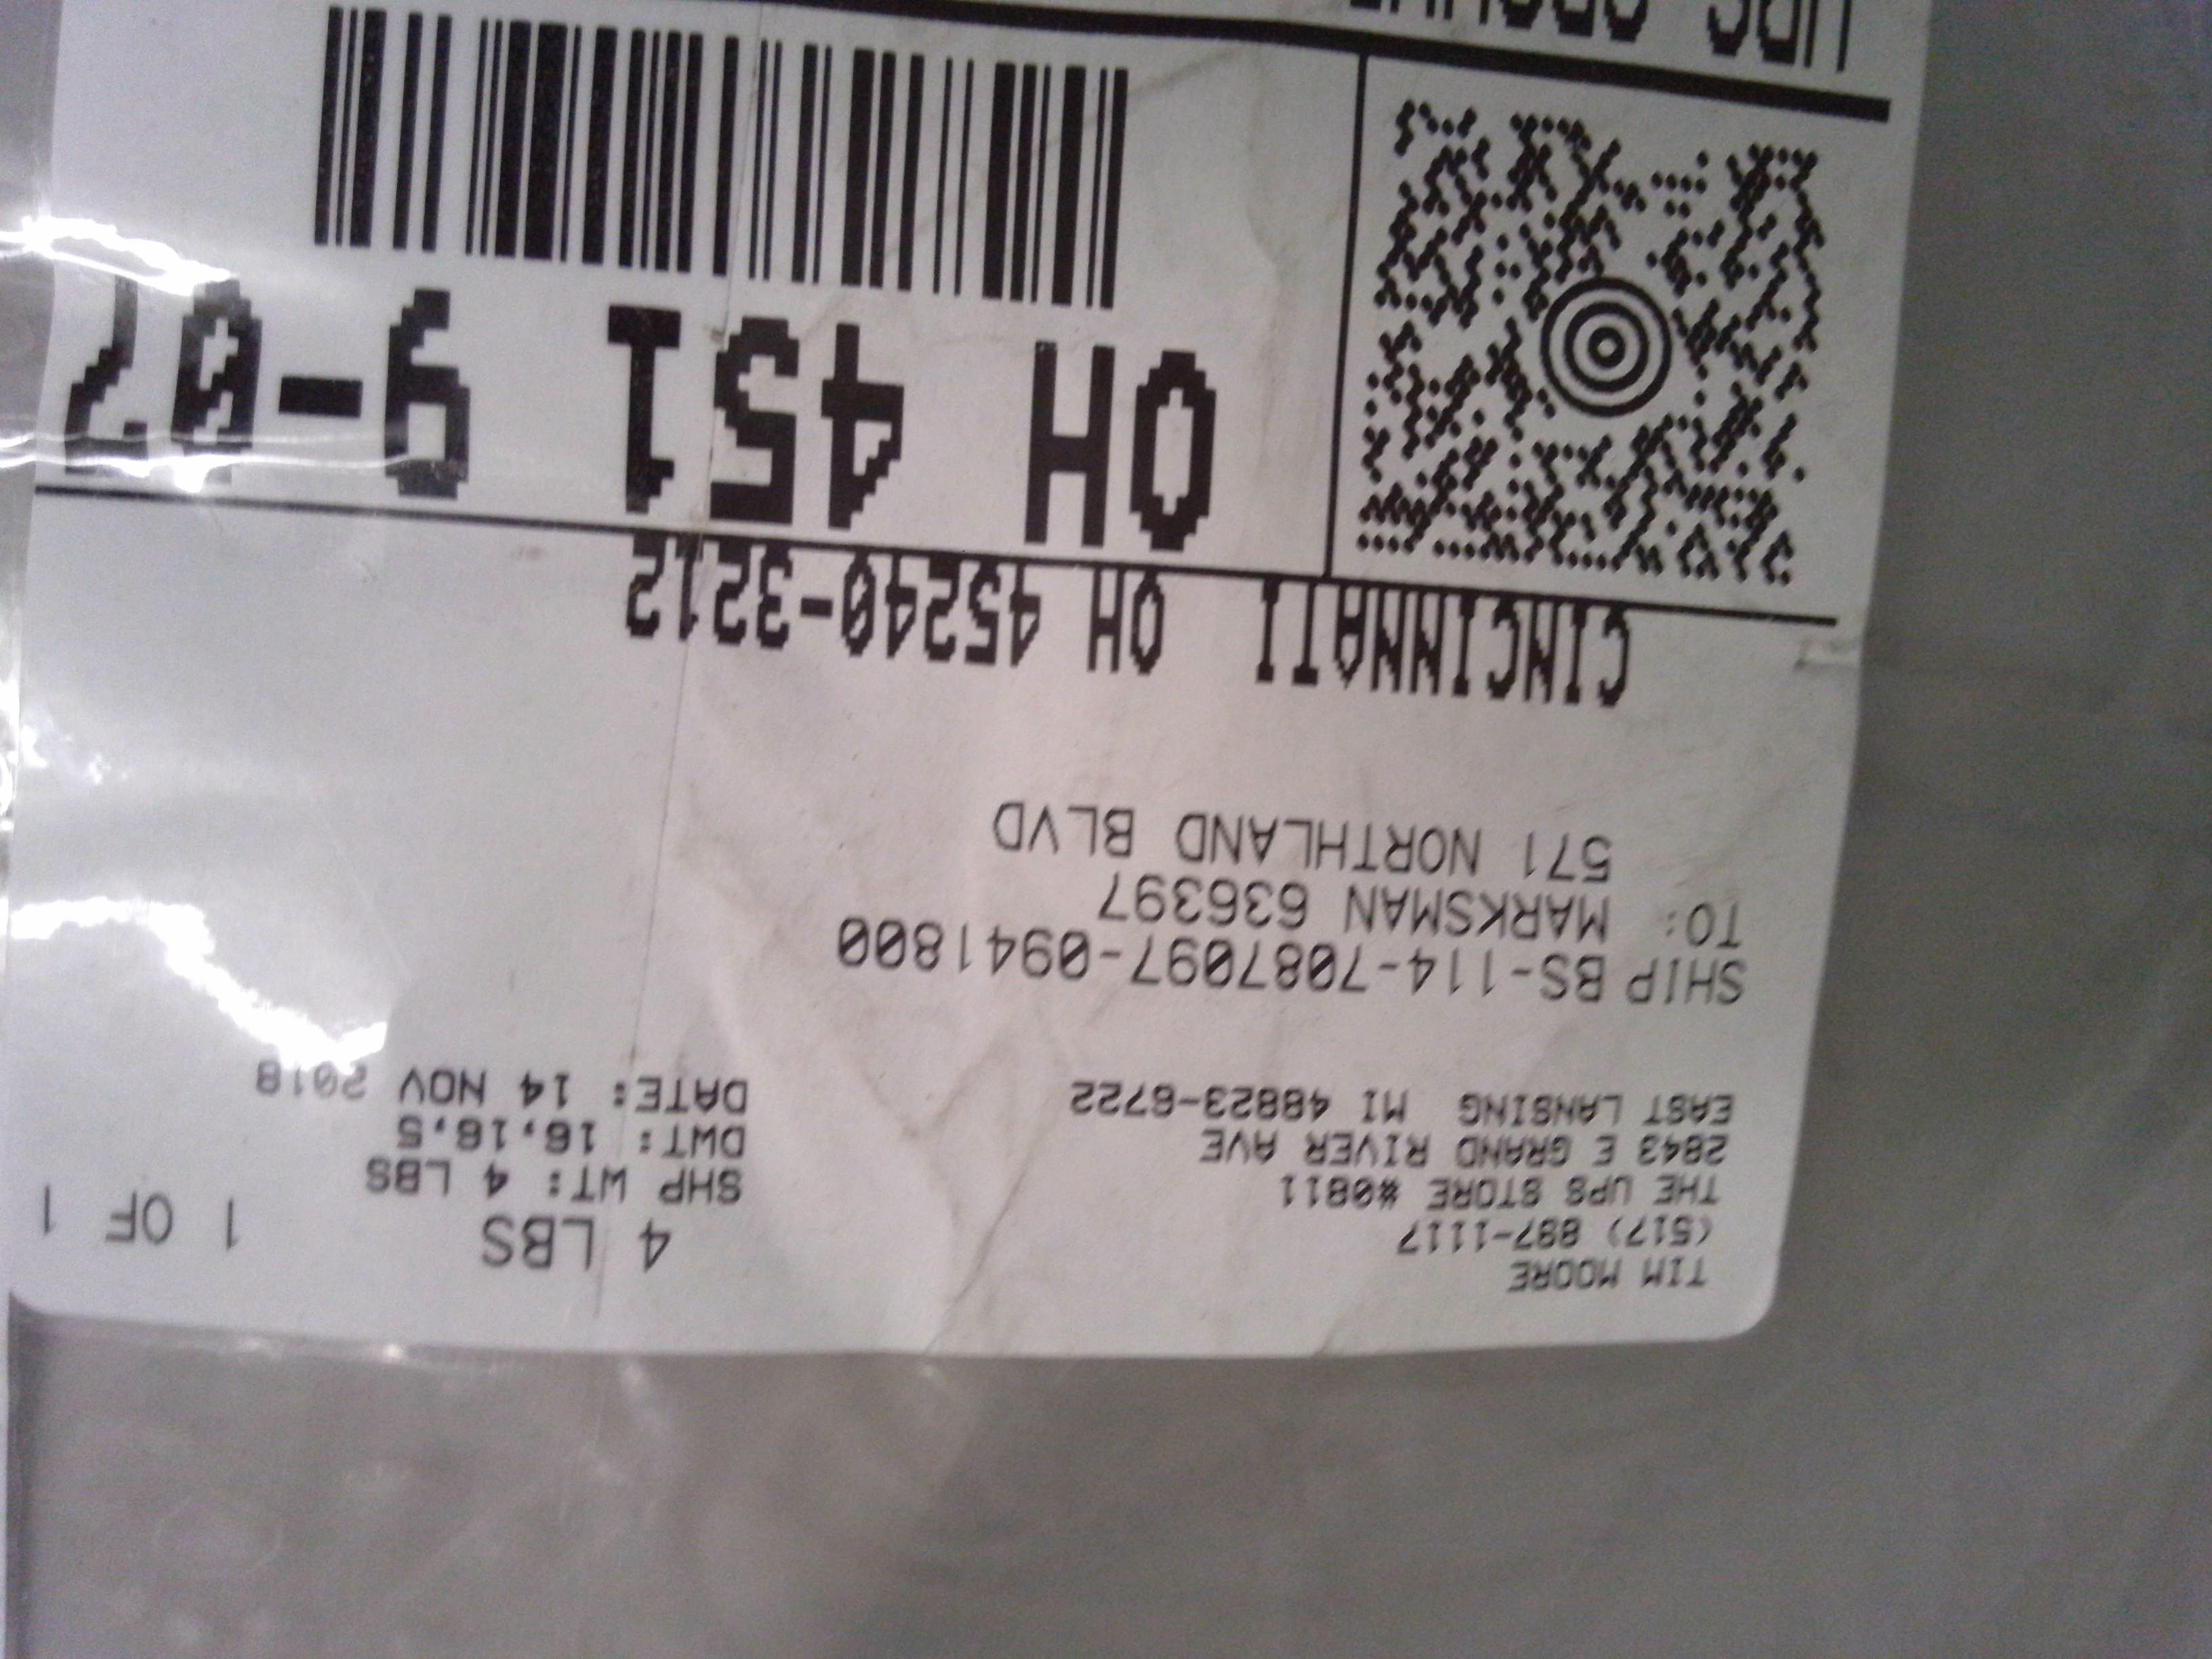 TIM MOORE
(517) 887-1117
THE UPS STORE #0811
2843 E GRAND RIVER AVE
EAST LANSING MI 48823-6722
4 LBS
1 OF 1
SHP WT: 4 LBS
DWT: 16,16,5
DATE: 14 NOV 2018
SHIP BS-114-7087097-0941800
TO: MARKSMAN 636397
571 NORTHLAND BLVD
CINCINNATI OH 45240-3212
OH 451 9-07
UPS GROUND